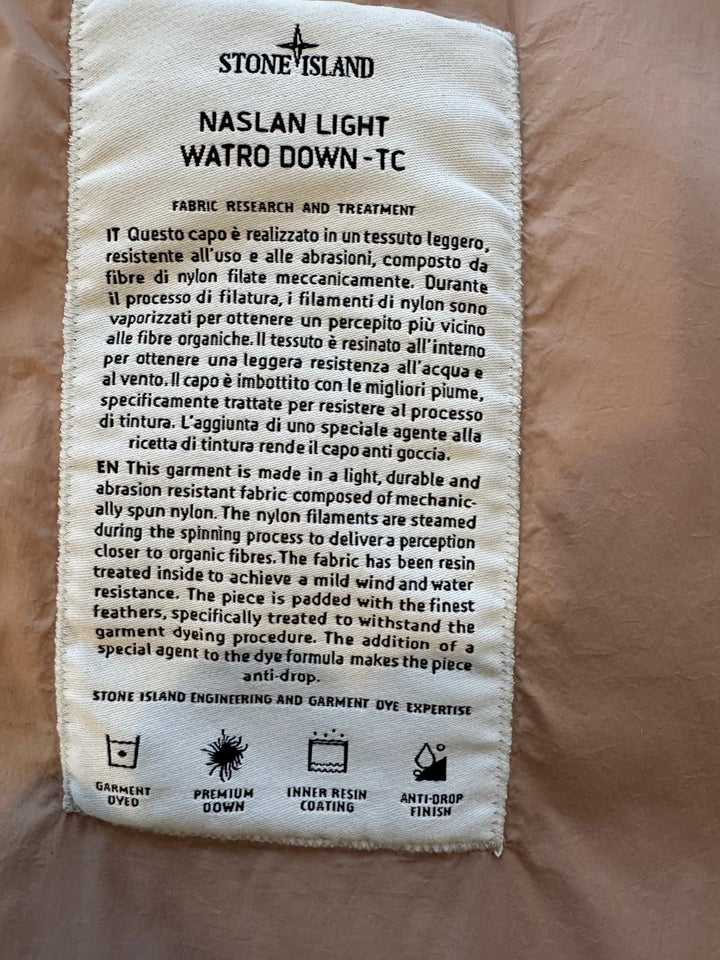 STONE ISLAND
NASLAN LIGHT
WATRO DOWN-TC
FABRIC RESEARCH AND TREATMENT
IT Questo capo è realizzato in un tessuto leggero,
resistente all'uso e alle abrasioni, composto da
fibre di nylon filate meccanicamente. Durante
il processo di filatura, i filamenti di nylon sono
vaporizzati per ottenere un percepito più vicino
alle fibre organiche. Il tessuto è resinato all'interno
per ottenere una leggera resistenza all'acqua e
al vento. Il capo è imbottito con le migliori piume,
specificamente trattate per resistere al processo
di tintura. L'aggiunta di uno speciale agente alla
ricetta di tintura rende il capo anti goccia.
EN This garment is made in a light, durable and
abrasion resistant fabric composed of mechanic-
ally spun nylon. The nylon filaments are steamed
during the spinning process to deliver a perception
closer to organic fibres. The fabric has been resin
treated inside to achieve a mild wind and water
resistance. The piece is padded with the finest
feathers, specifically treated to withstand the
garment dyeing procedure. The addition of a
special agent to the dye formula makes the piece
anti-drop.
STONE ISLAND ENGINEERING AND GARMENT DYE EXPERTISE
GARMENT
DYED
PREMIUM
DOWN
INNER RESIN
COATING
ANTI-DROP
FINISH